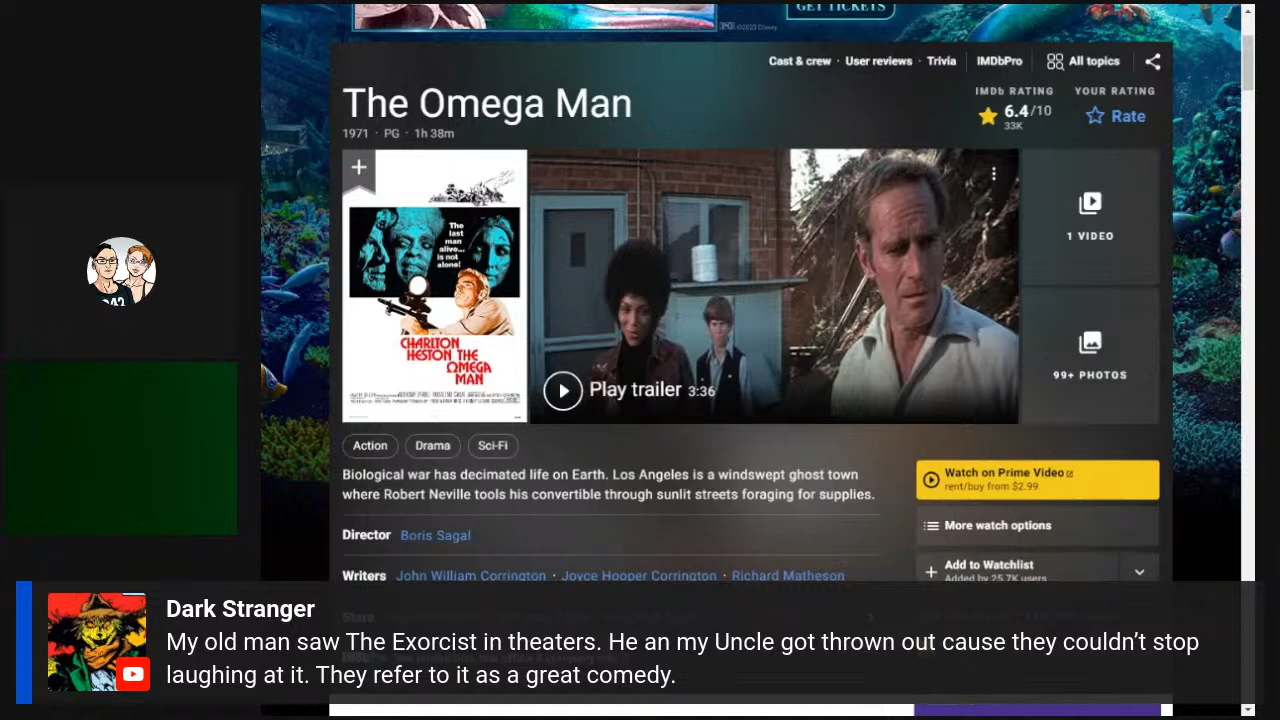 GET TICKETS
©2023 Disney
Cast & crew · User reviews · Trivia
IMDbPro
All topics
The Omega Man
1971 · PG · 1h 38m
IMDb RATING
6.4/10
33K
YOUR RATING
Rate
The
last
man
alive...
is not
alone!
CHARLTON
HESTON THE
OMEGA
MAN
Play trailer 3:36
1 VIDEO
99+ PHOTOS
Action
Drama
Sci-Fi
Biological war has decimated life on Earth. Los Angeles is a windswept ghost town
where Robert Neville tools his convertible through sunlit streets foraging for supplies.
Director Boris Sagal
Writers John William Corrington · Joyce Hooper Corrington · Richard Matheson
Stars
Watch on Prime Video
rent/buy from $2.99
More watch options
Add to Watchlist
Added by 25.7K users
Dark Stranger
My old man saw The Exorcist in theaters. He an my Uncle got thrown out cause they couldn’t stop
laughing at it. They refer to it as a great comedy.